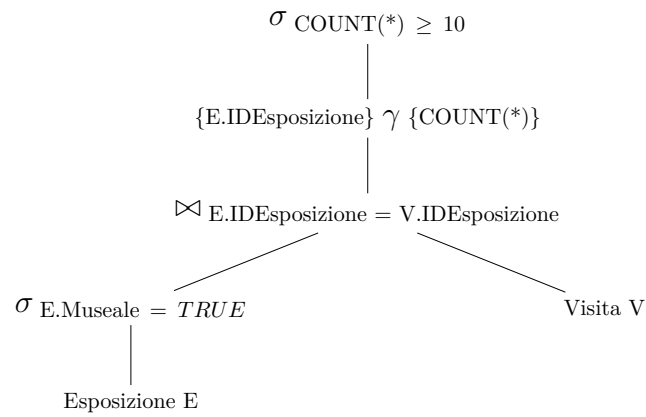 σ COUNT(*) ≥ 10
{E.IDEsposizione} γ {COUNT(*)}
⋈ E.IDEsposizione = V.IDEsposizione
σ E.Museale = TRUE
Visita V
Esposizione E